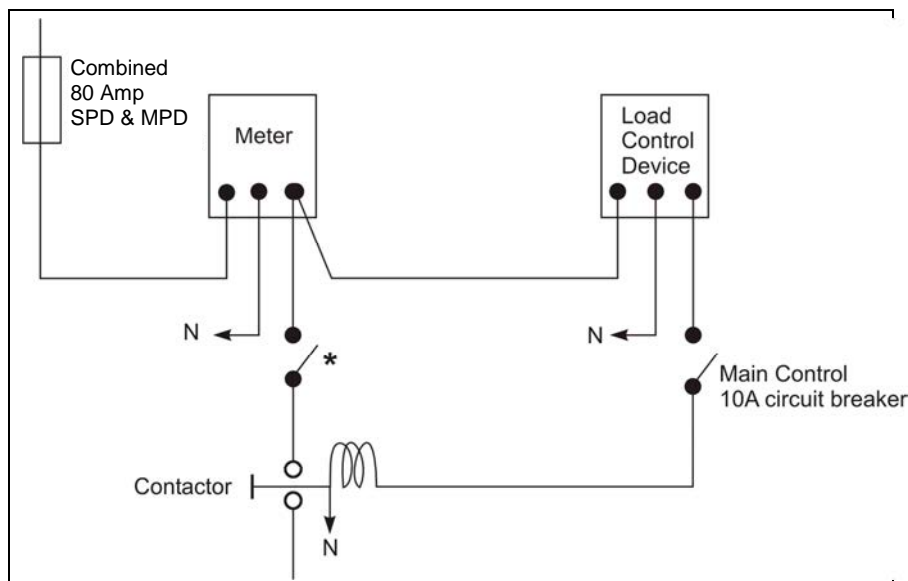 Combined
80 Amp
SPD & MPD
Meter
Load
Control
Device
N
*
N
Main Control
10A circuit breaker
Contactor
N